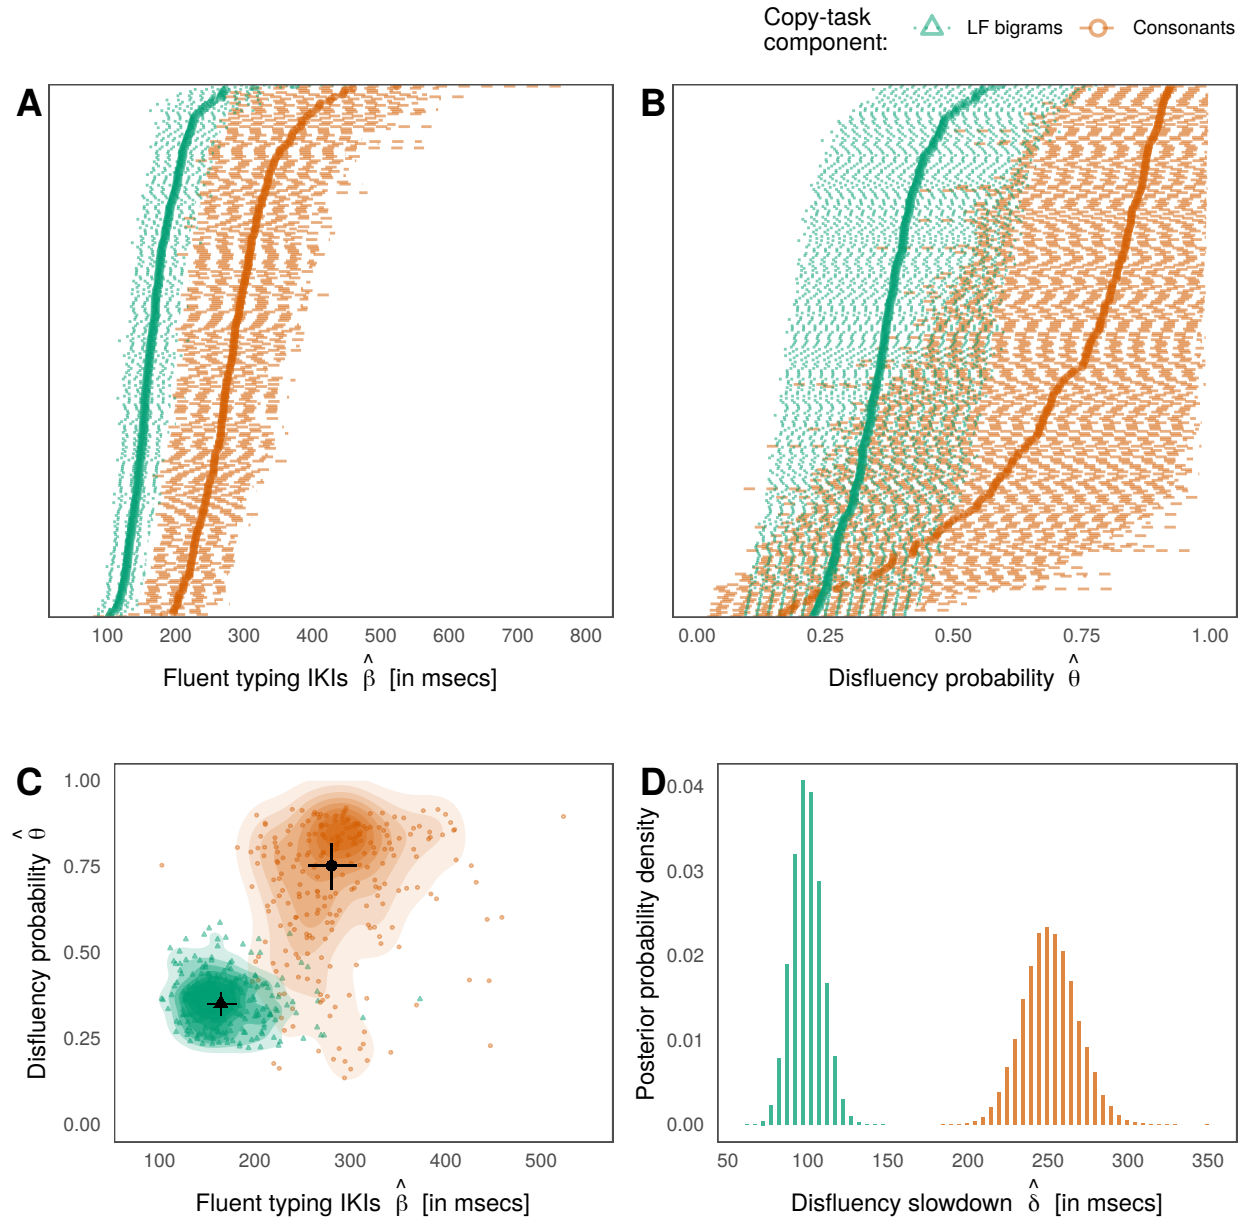 Copy-task
component:
LF bigrams
Consonants
A
100 200 300 400 500 600 700 800
Fluent typing IKIs β̂ [in msecs]
B
0.00 0.25 0.50 0.75 1.00
Disfluency probability θ̂
C
Disfluency probability θ̂
1.00
0.75
0.50
0.25
0.00
100 200 300 400 500
Fluent typing IKIs β̂ [in msecs]
D
Posterior probability density
0.04
0.03
0.02
0.01
0.00
50 100 150 200 250 300 350
Disfluency slowdown δ̂ [in msecs]